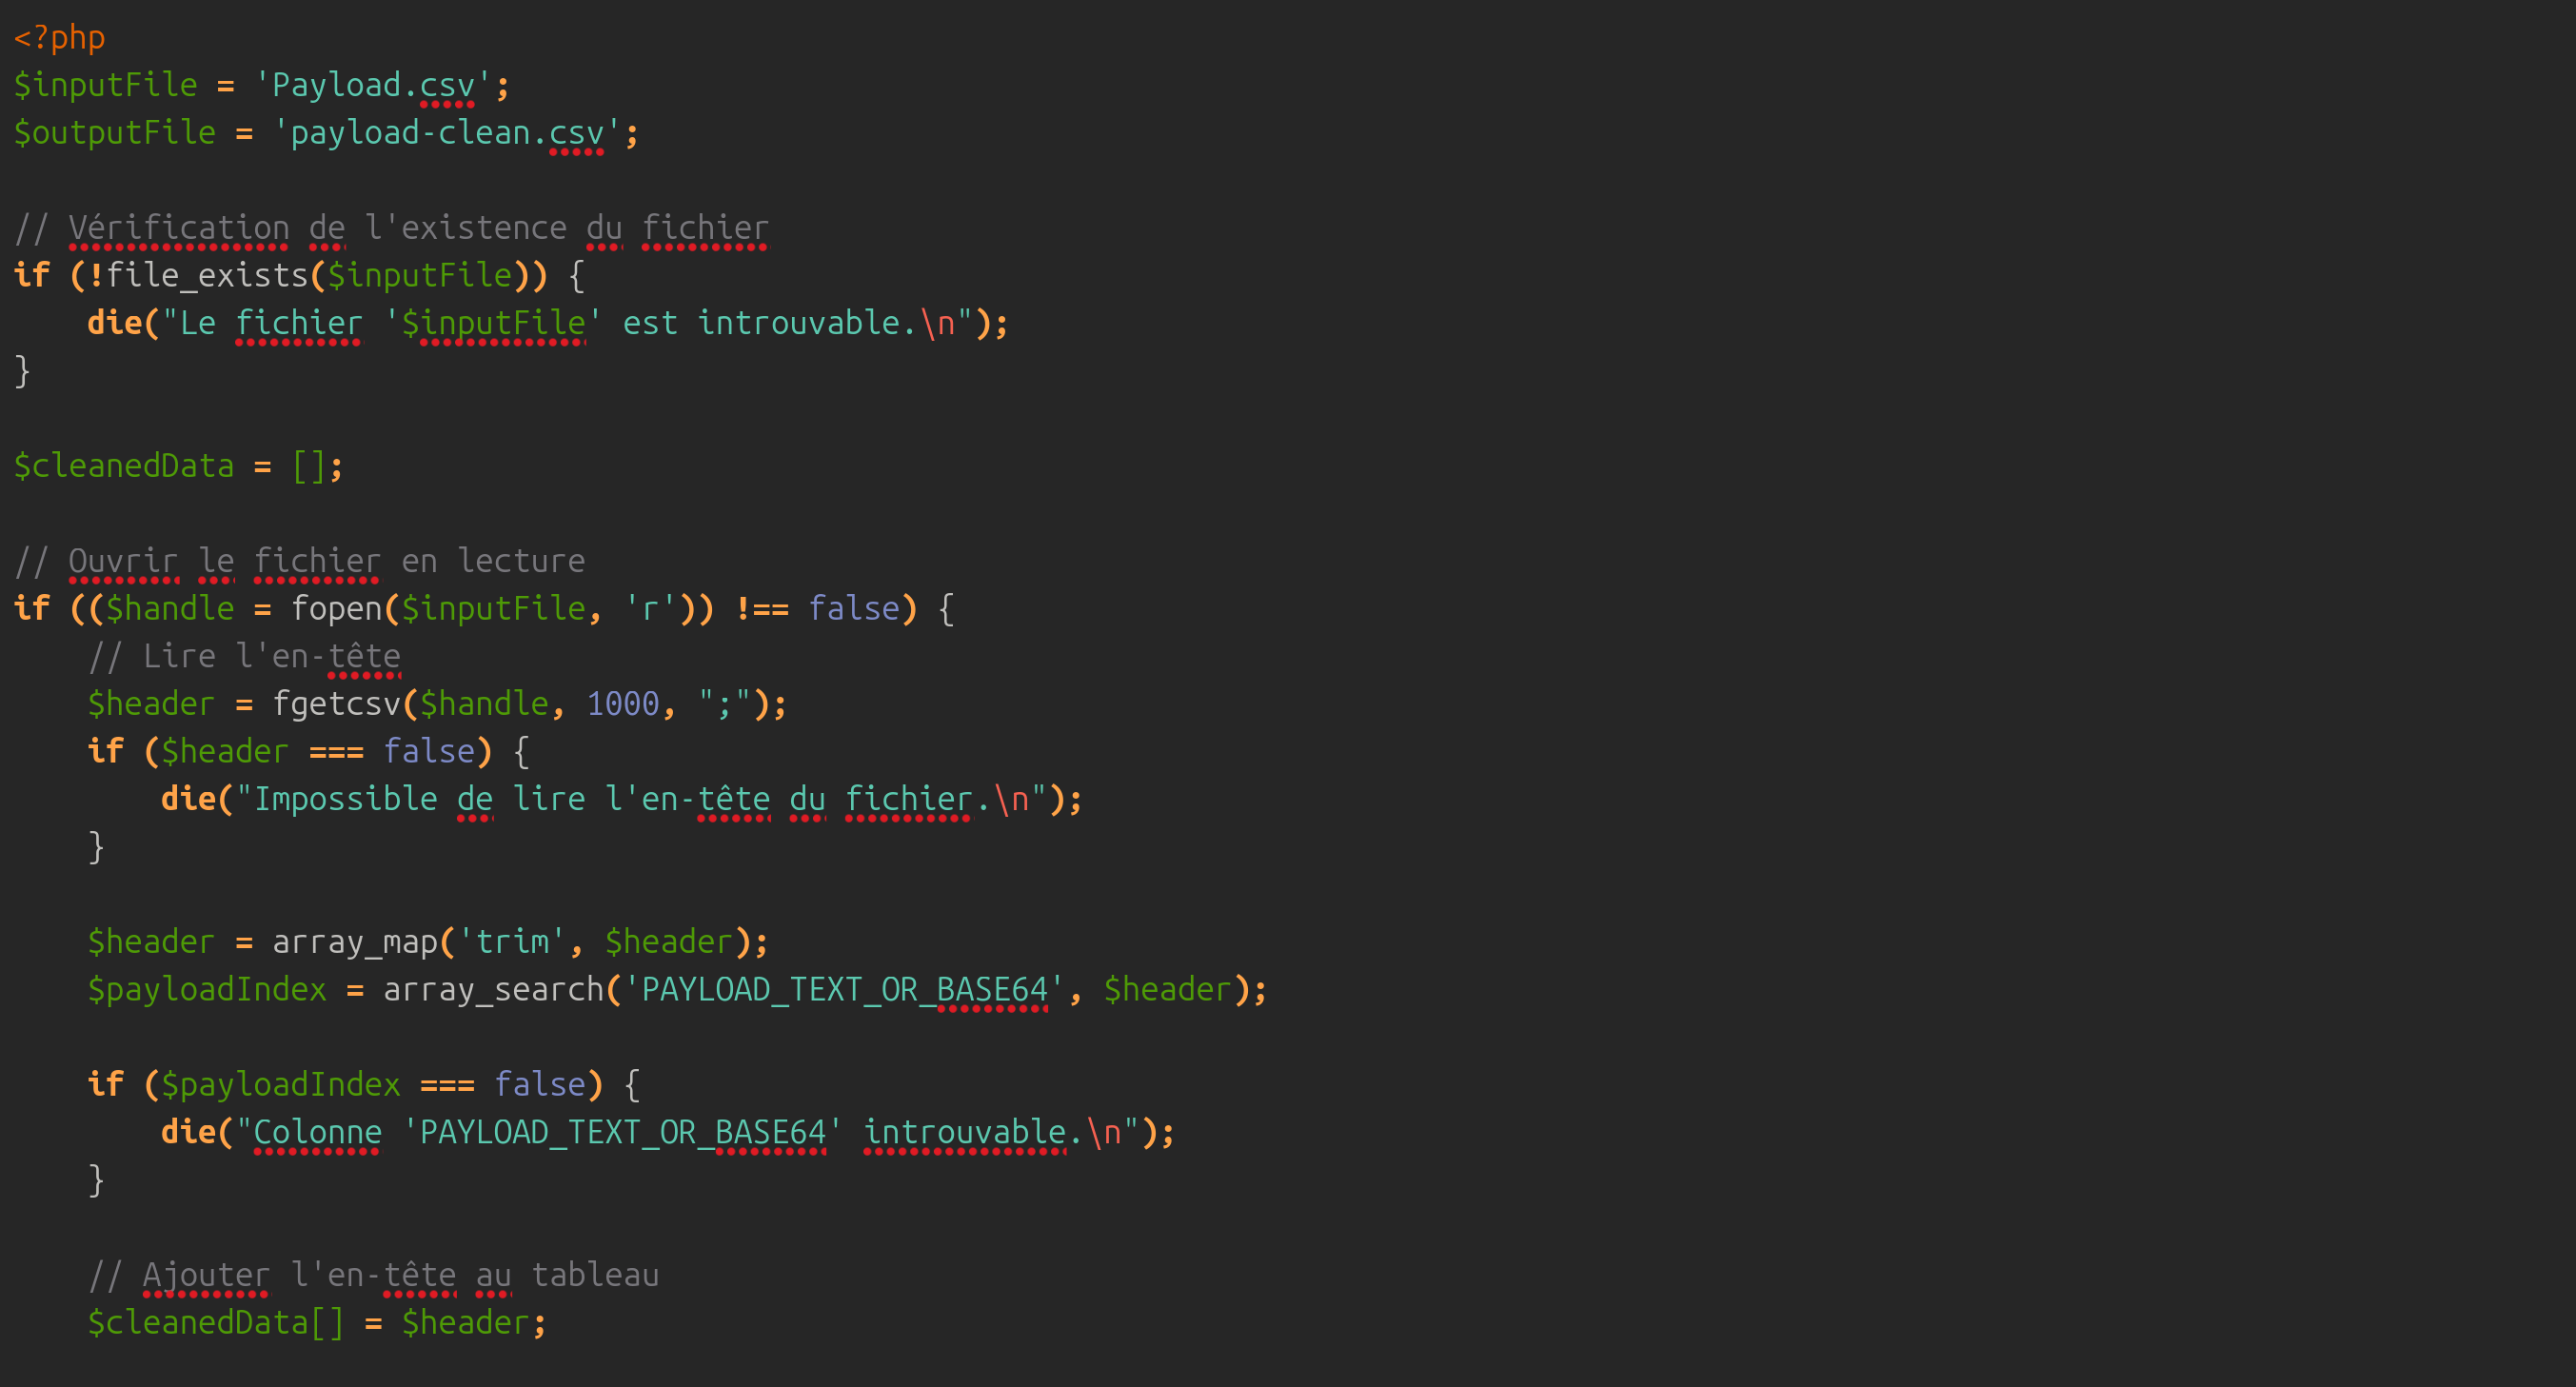 <?php
$inputFile = 'Payload.csv';
$outputFile = 'payload-clean.csv';
// Vérification de l'existence du fichier
if (!file_exists($inputFile)) {
    die("Le fichier '$inputFile' est introuvable.\n");
}
$cleanedData = [];
// Ouvrir le fichier en lecture
if (($handle = fopen($inputFile, 'r')) !== false) {
    // Lire l'en-tête
    $header = fgetcsv($handle, 1000, ";");
    if ($header === false) {
        die("Impossible de lire l'en-tête du fichier.\n");
    }
    $header = array_map('trim', $header);
    $payloadIndex = array_search('PAYLOAD_TEXT_OR_BASE64', $header);
    if ($payloadIndex === false) {
        die("Colonne 'PAYLOAD_TEXT_OR_BASE64' introuvable.\n");
    }
    // Ajouter l'en-tête au tableau
    $cleanedData[] = $header;